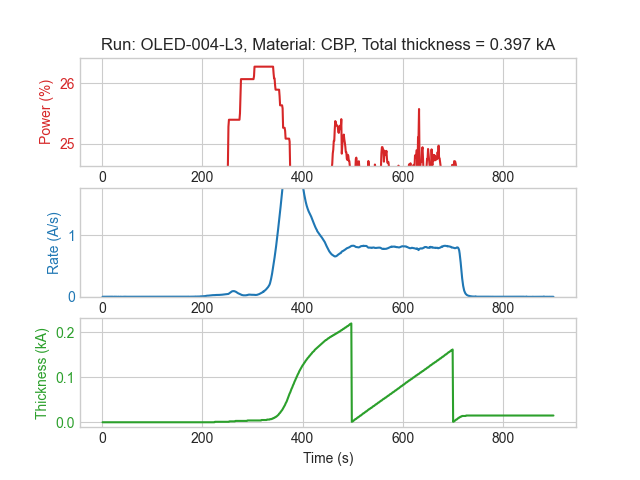 Run: OLED-004-L3, Material: CBP, Total thickness = 0.397 kA
Power (%)
26
25
0 200 400 600 800
Rate (A/s)
1
0
0 200 400 600 800
Thickness (kA)
0.2
0.1
0.0
0 200 400 600 800
Time (s)